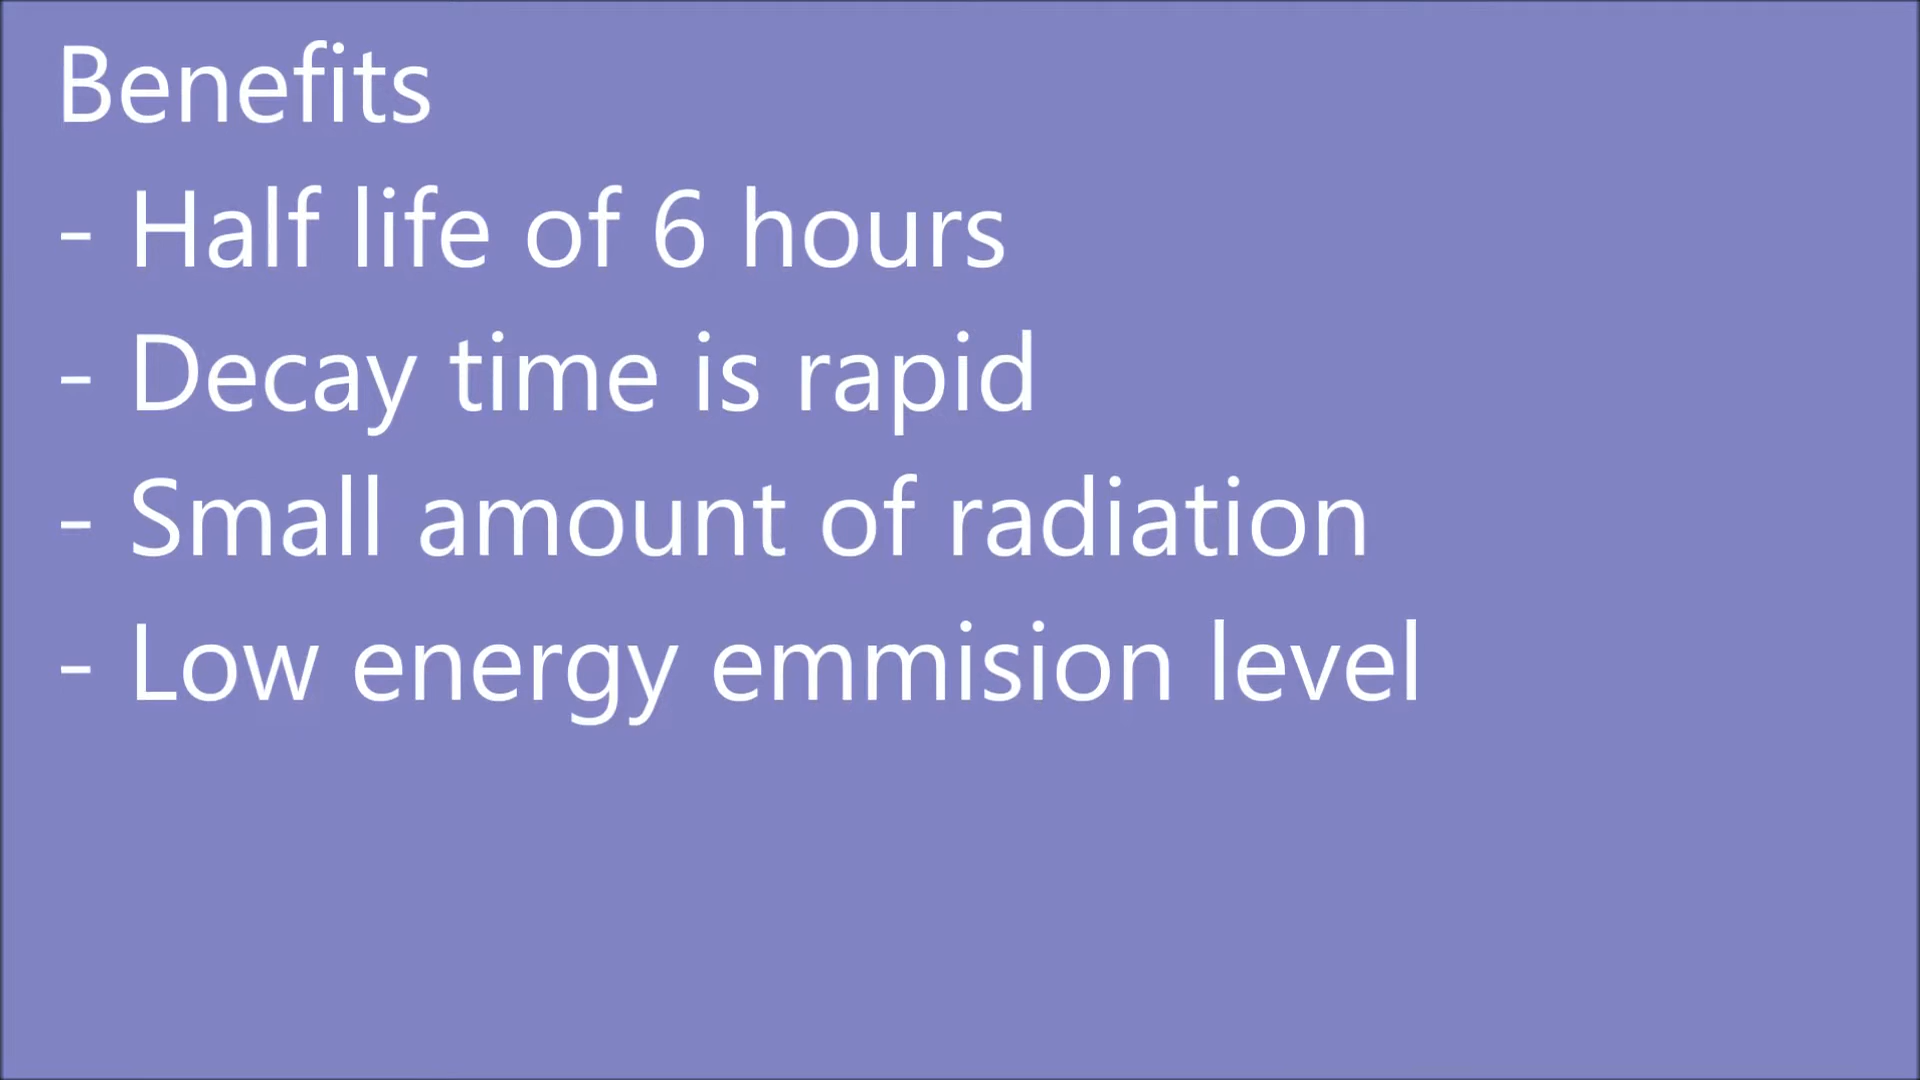 Benefits
- Half life of 6 hours
- Decay time is rapid
- Small amount of radiation
- Low energy emmision level